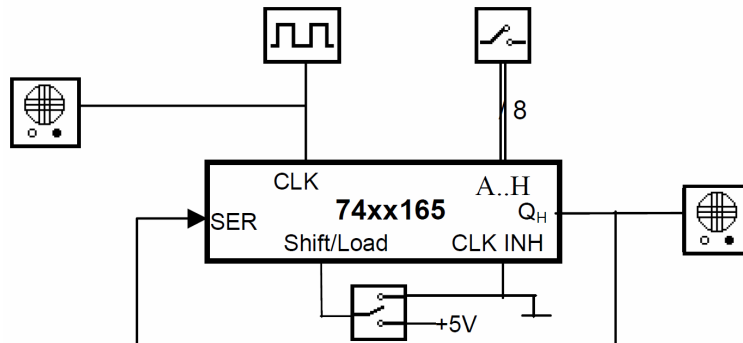 8
CLK
A..H
74xx165
QH
SER
Shift/Load
CLK INH
+5V